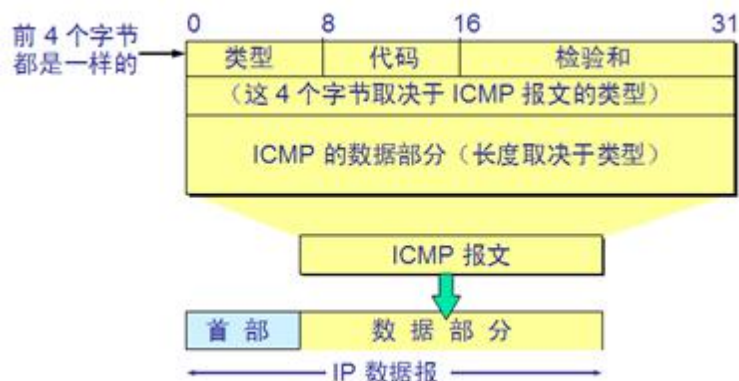 0 8 16 31
前 4 个字节
都是一样的
类型 代码 检验和
（这 4 个字节取决于 ICMP 报文的类型）
ICMP 的数据部分（长度取决于类型）
ICMP 报文
首 部 数 据 部 分
IP 数据报